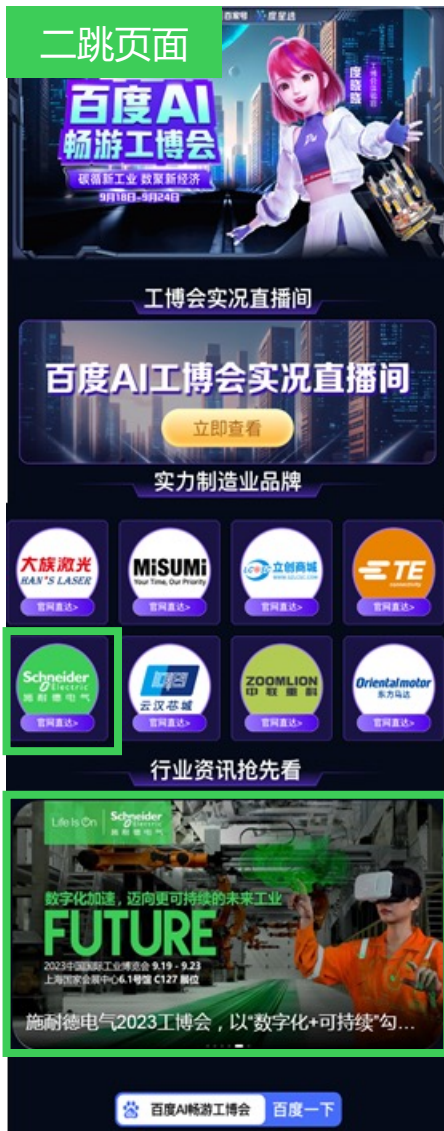 二跳页面
百家号 度星选
百度AI
畅游工博会
碳循新工业 数聚新经济
9月18日-9月24日
度晓晓
工博会实况直播间
百度AI工博会实况直播间
立即查看
实力制造业品牌
大族激光
HAN'S LASER
官网直达>
MiSUMi
Your Time, Our Priority
官网直达>
立创商城
WWW.SZLCSC.COM
官网直达>
TE
connectivity
官网直达>
Schneider
Electric
施耐德电气
官网直达>
云汉芯城
官网直达>
ZOOMLION
中联重科
官网直达>
Orientalmotor
东方马达
官网直达>
行业资讯抢先看
Life Is On
Schneider
Electric
施耐德电气
数字化加速，迈向更可持续的未来工业
FUTURE
2023中国国际工业博览会 9.19 - 9.23
上海国家会展中心6.1号馆 C127 展位
施耐德电气2023工博会，以“数字化+可持续”勾...
百度AI畅游工博会
百度一下